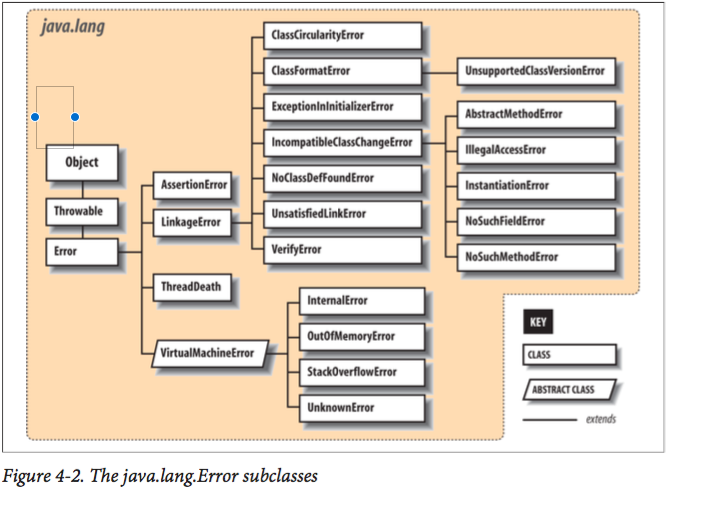 java.lang
Object
Throwable
Error
AssertionError
LinkageError
ThreadDeath
VirtualMachineError
ClassCircularityError
ClassFormatError
ExceptionInInitializerError
IncompatibleClassChangeError
NoClassDefFoundError
UnsatisfiedLinkError
VerifyError
UnsupportedClassVersionError
AbstractMethodError
IllegalAccessError
InstantiationError
NoSuchFieldError
NoSuchMethodError
InternalError
OutOfMemoryError
StackOverflowError
UnknownError
KEY
CLASS
ABSTRACT CLASS
extends
Figure 4-2. The java.lang.Error subclasses